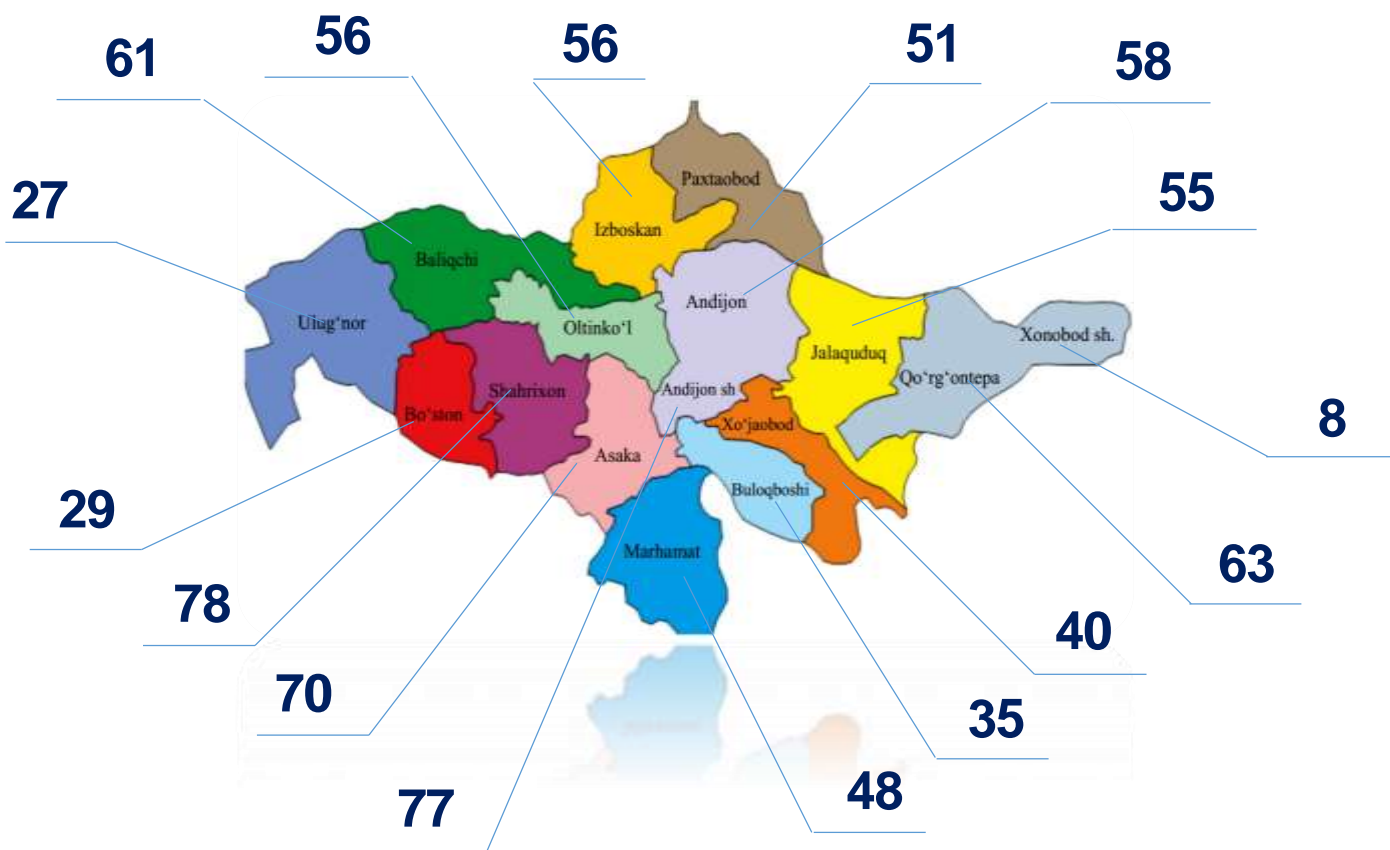 56
56
51
58
61
27
55
Paxtaobod
Izboskan
Baliqchi
Andijon
Ulug‘nor
Oltinko‘l
Xonobod sh.
Jalaquduq
Qo‘rg‘ontepa
Shahrixon
Andijon sh
Bo‘ston
Xo‘jaobod
8
Asaka
Buloqboshi
29
Marhamat
63
78
40
70
35
77
48